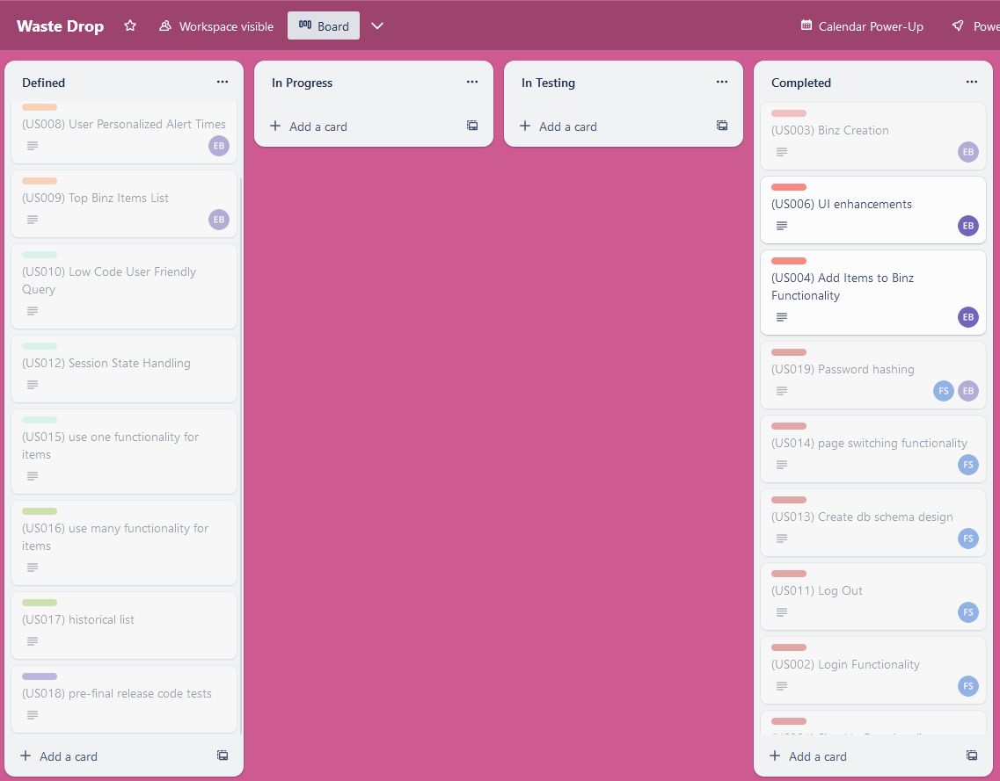 Waste Drop
Workspace visible
Board
Calendar Power-Up
Powe
Defined
(US008) User Personalized Alert Times
EB
(US009) Top Binz Items List
EB
(US010) Low Code User Friendly
Query
(US012) Session State Handling
(US015) use one functionality for
items
(US016) use many functionality for
items
(US017) historical list
(US018) pre-final release code tests
Add a card
In Progress
Add a card
In Testing
Add a card
Completed
(US003) Binz Creation
EB
(US006) UI enhancements
EB
(US004) Add Items to Binz
Functionality
EB
(US019) Password hashing
FS EB
(US014) page switching functionality
FS
(US013) Create db schema design
FS
(US011) Log Out
FS
(US002) Login Functionality
FS
Add a card